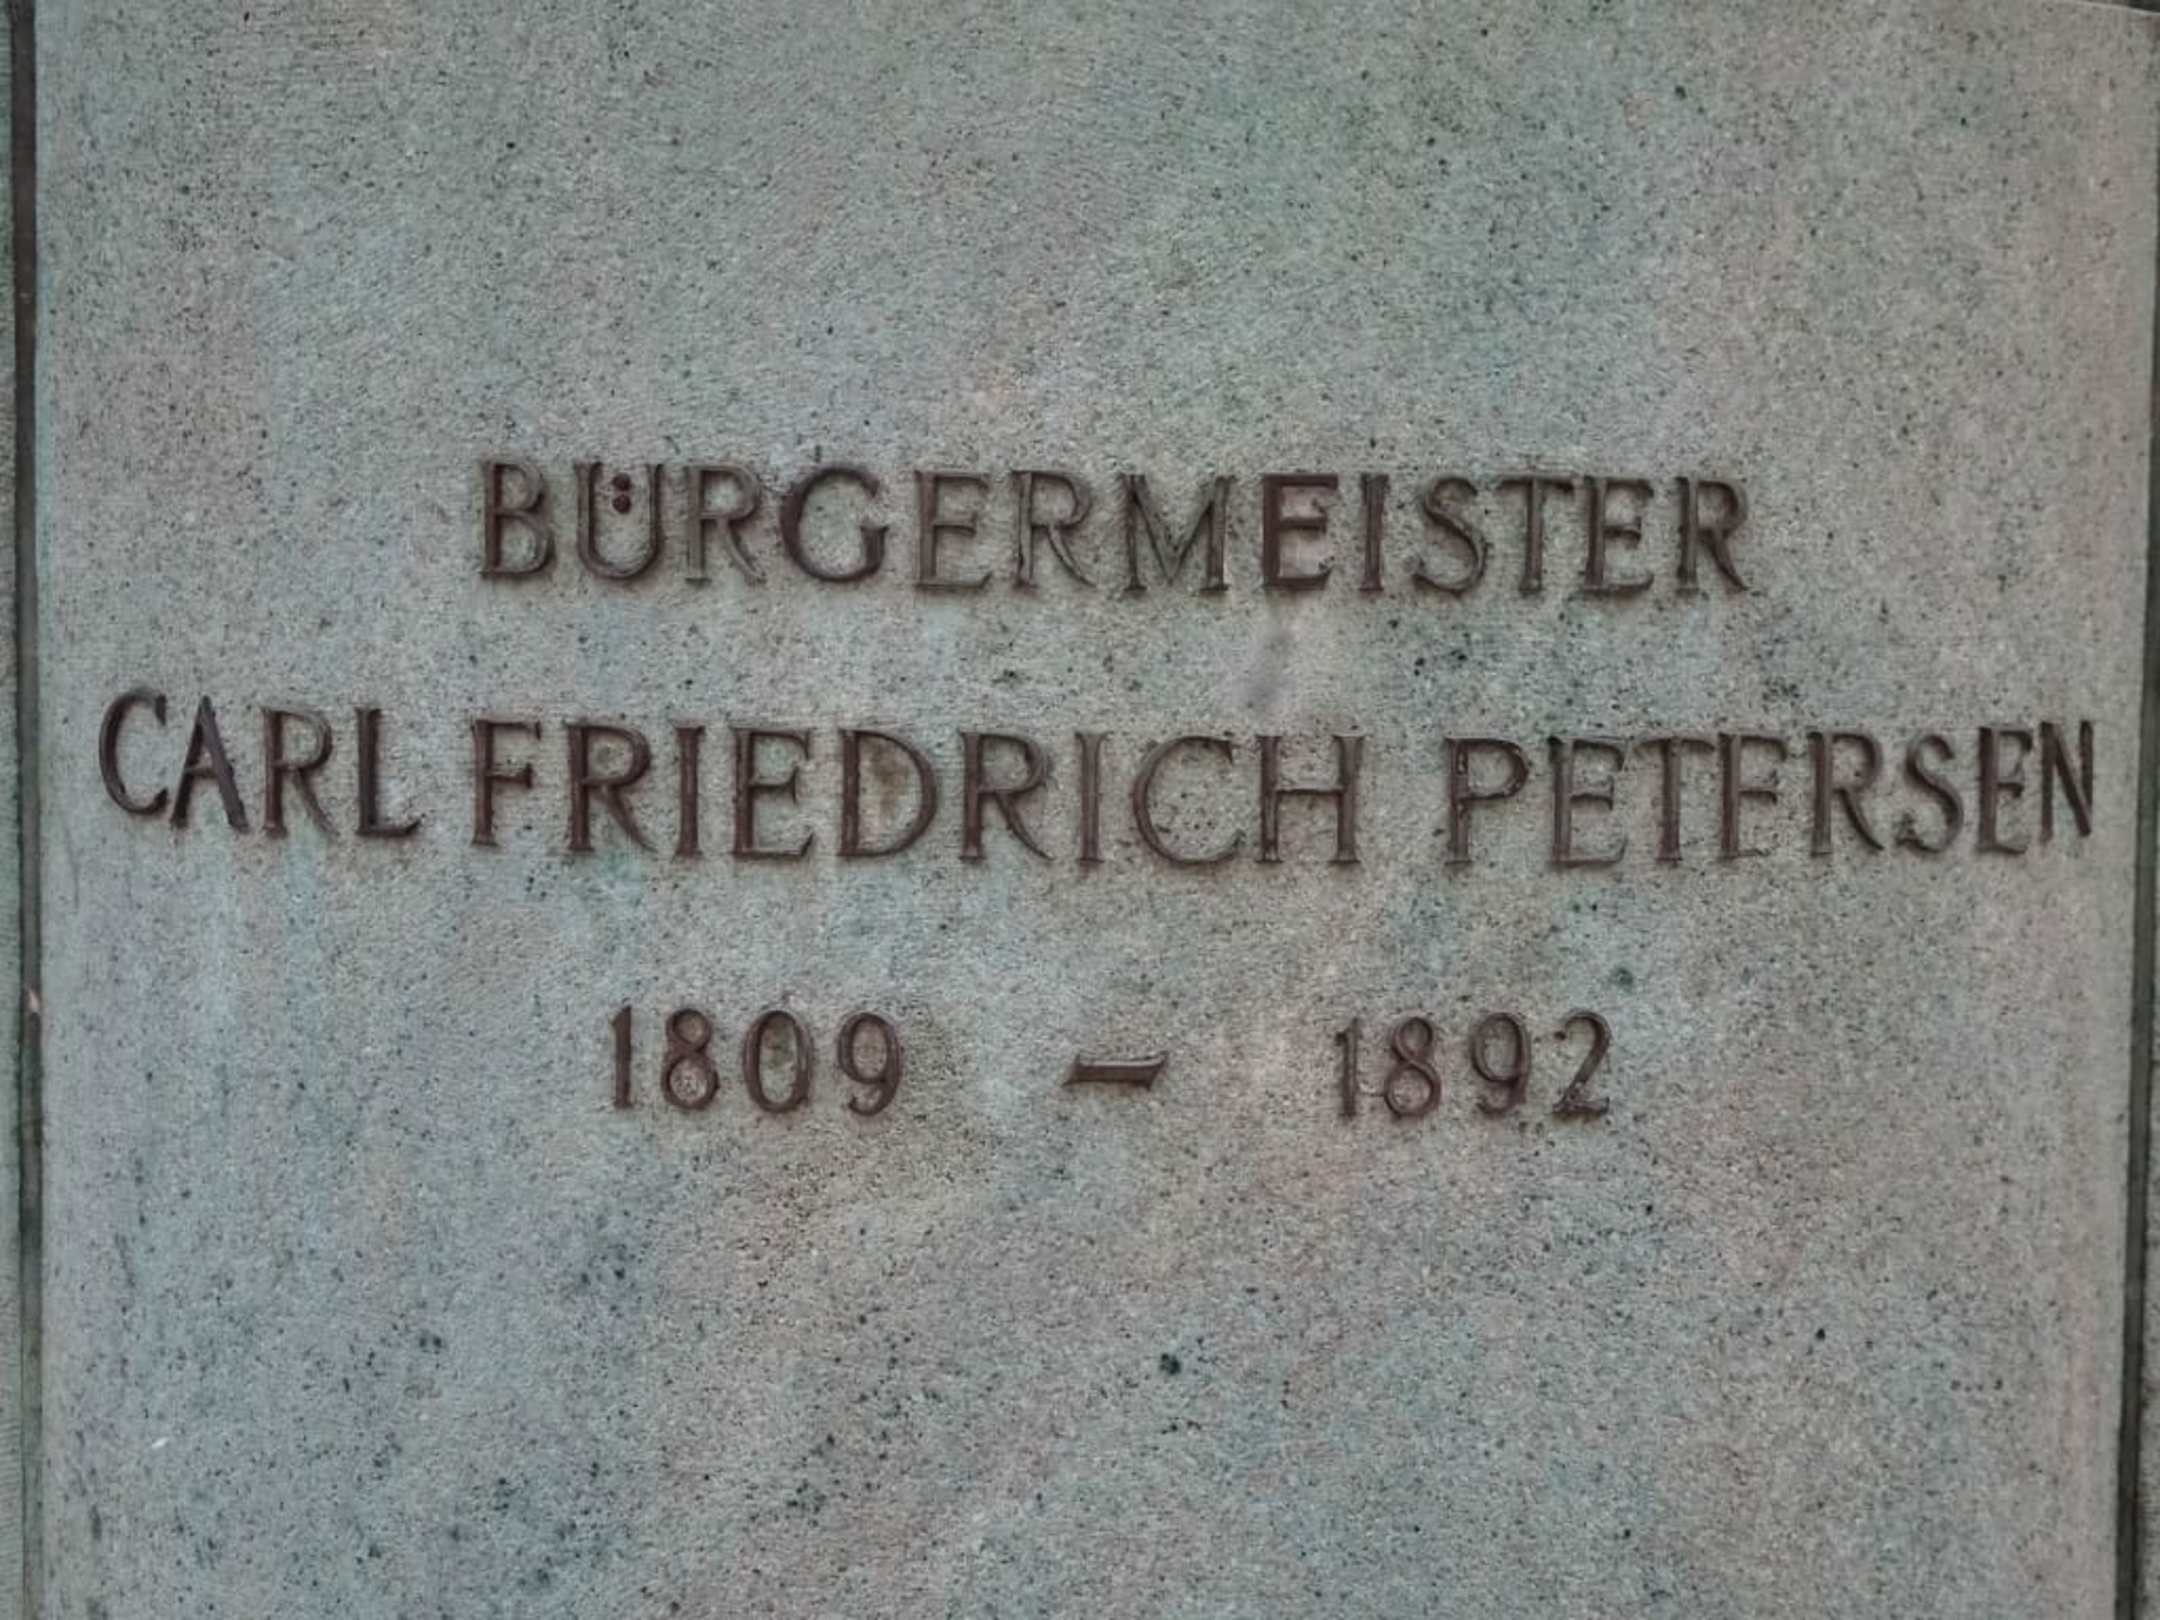 BÜRGERMEISTER
CARL FRIEDRICH PETERSEN
1809 – 1892